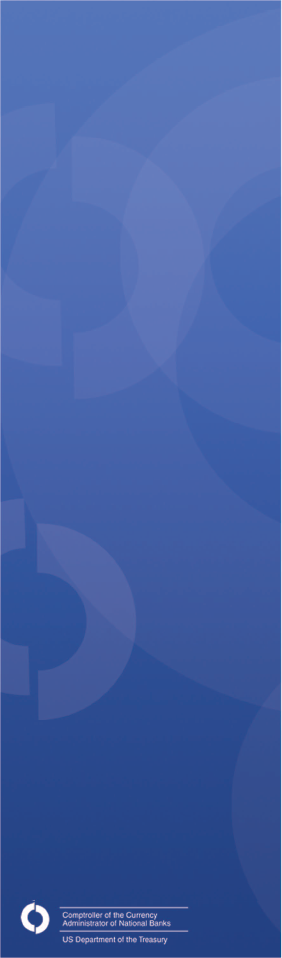 Comptroller of the Currency
Administrator of National Banks
US Department of the Treasury